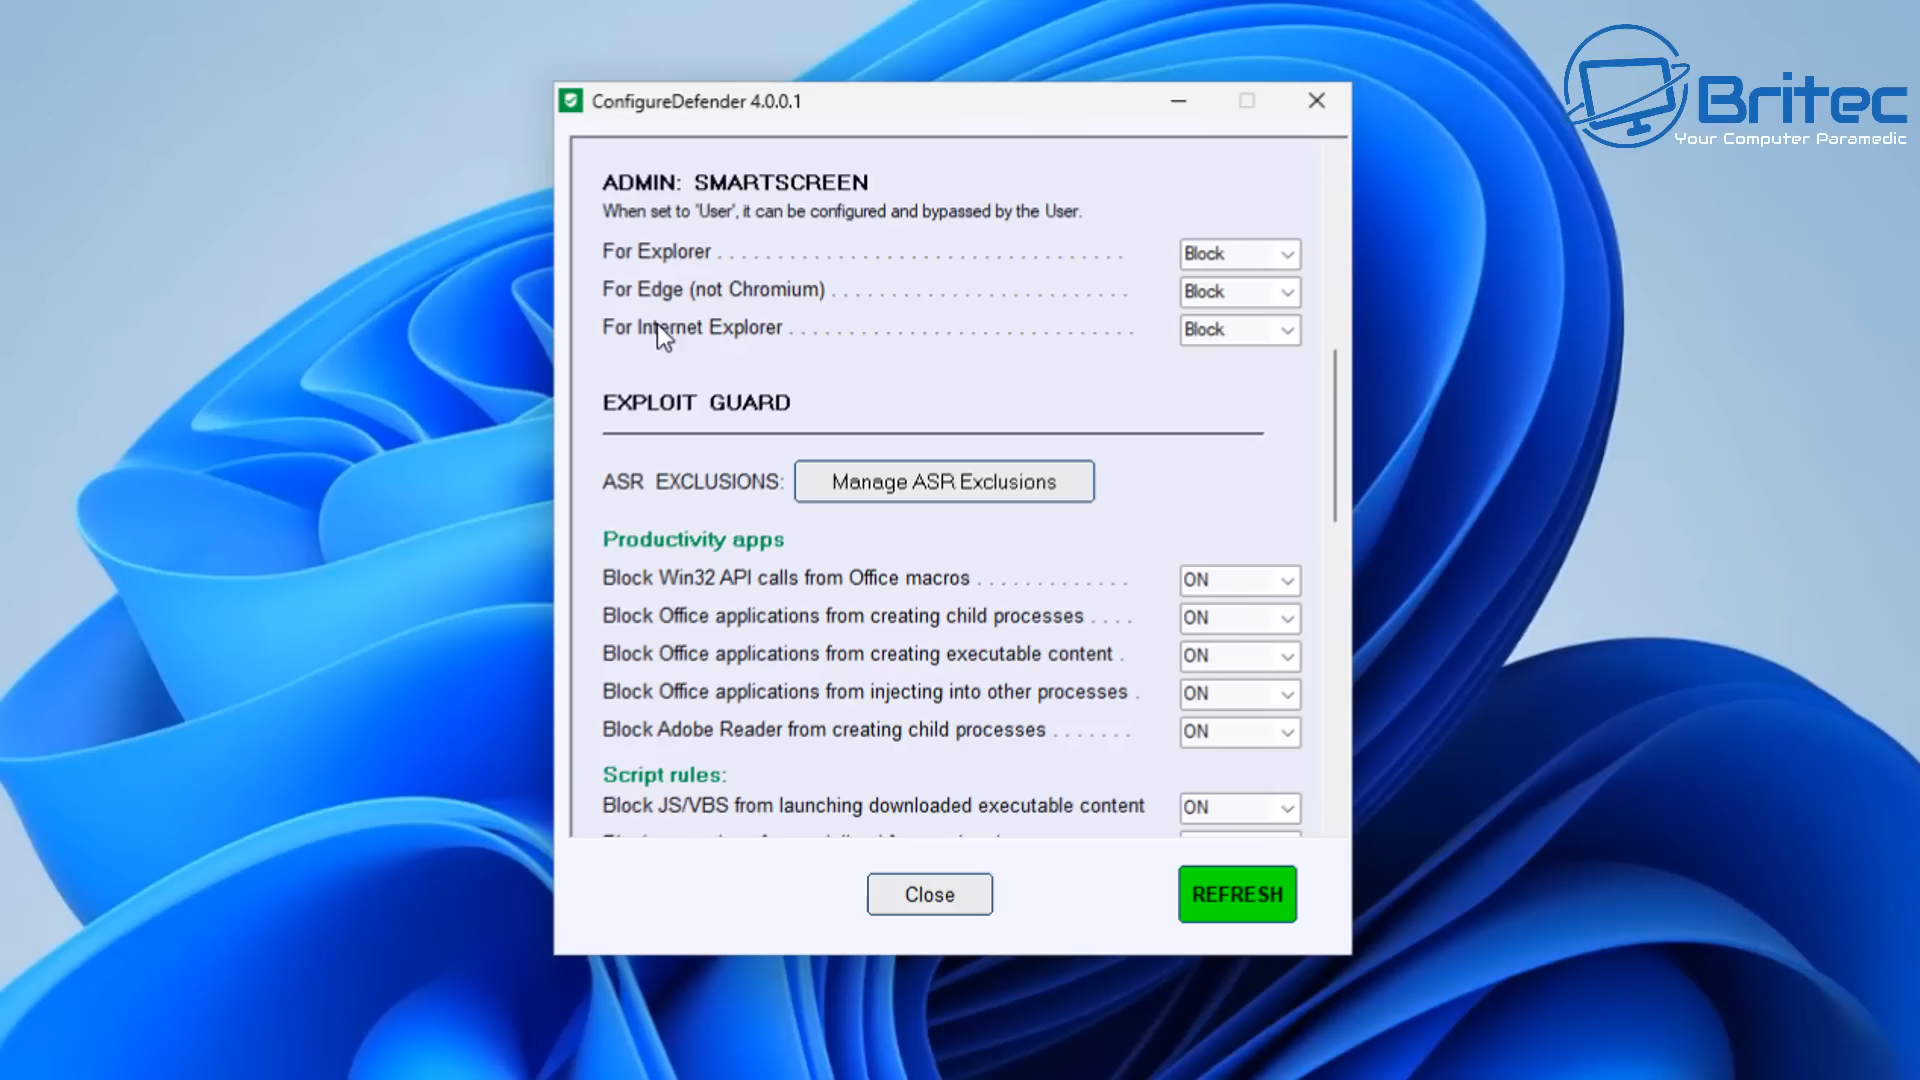 ConfigureDefender 4.0.0.1
Britec
Your Computer Paramedic
ADMIN: SMARTSCREEN
When set to 'User', it can be configured and bypassed by the User.
For Explorer . . . . . . . . . . . . . . . . . . . . . . . . . . . . . . . . . . Block
For Edge (not Chromium) . . . . . . . . . . . . . . . . . . . . . . . . . Block
For Internet Explorer . . . . . . . . . . . . . . . . . . . . . . . . . . . . . Block
EXPLOIT GUARD
ASR EXCLUSIONS: Manage ASR Exclusions
Productivity apps
Block Win32 API calls from Office macros . . . . . . . . . . . . . ON
Block Office applications from creating child processes . . . . ON
Block Office applications from creating executable content . ON
Block Office applications from injecting into other processes . ON
Block Adobe Reader from creating child processes . . . . . . . ON
Script rules:
Block JS/VBS from launching downloaded executable content ON
Close REFRESH